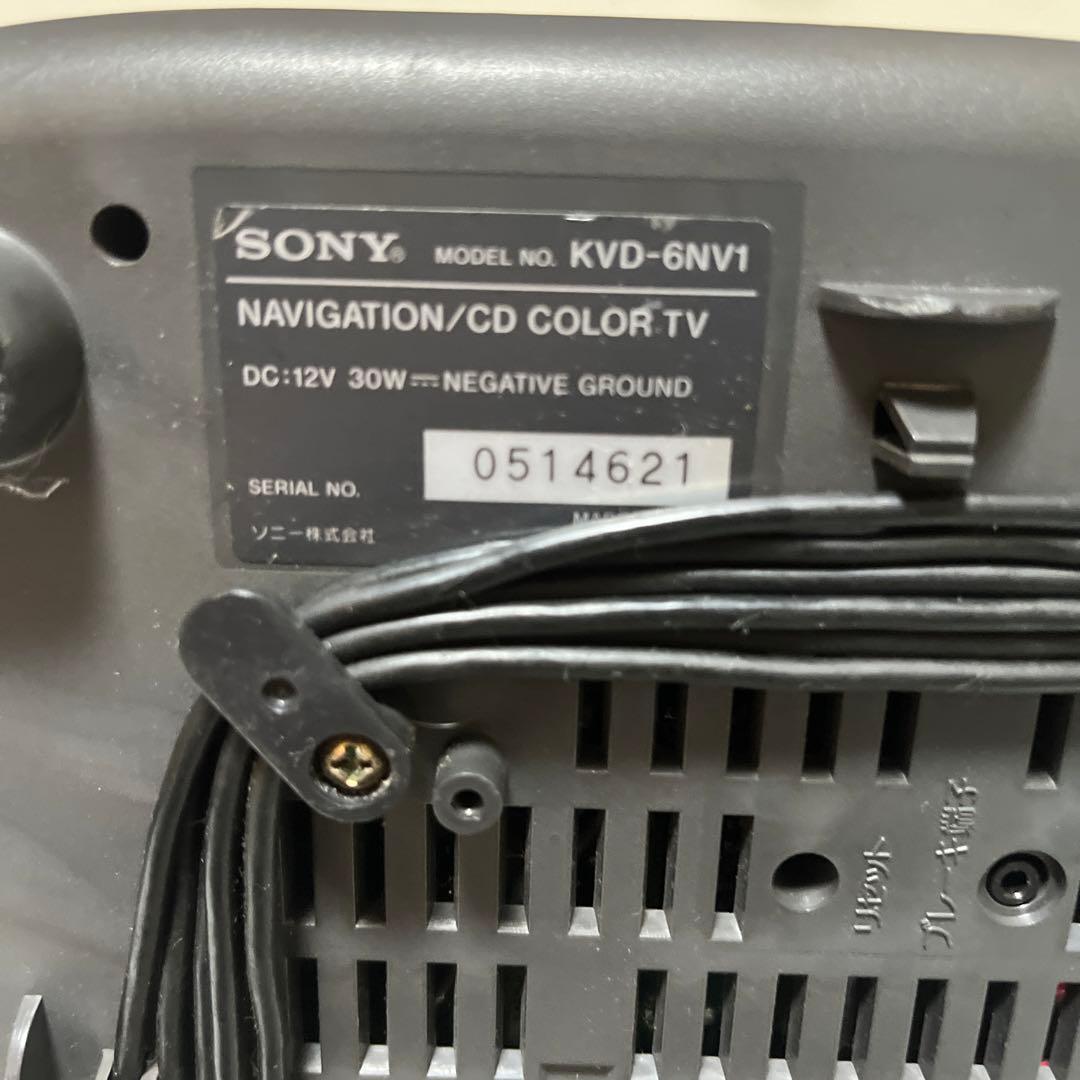 SONY® MODEL NO. KVD-6NV1
NAVIGATION/CD COLOR TV
DC:12V 30W⎓NEGATIVE GROUND
0514621
SERIAL NO.
ソニー株式会社
リセット
ブレーキ端子